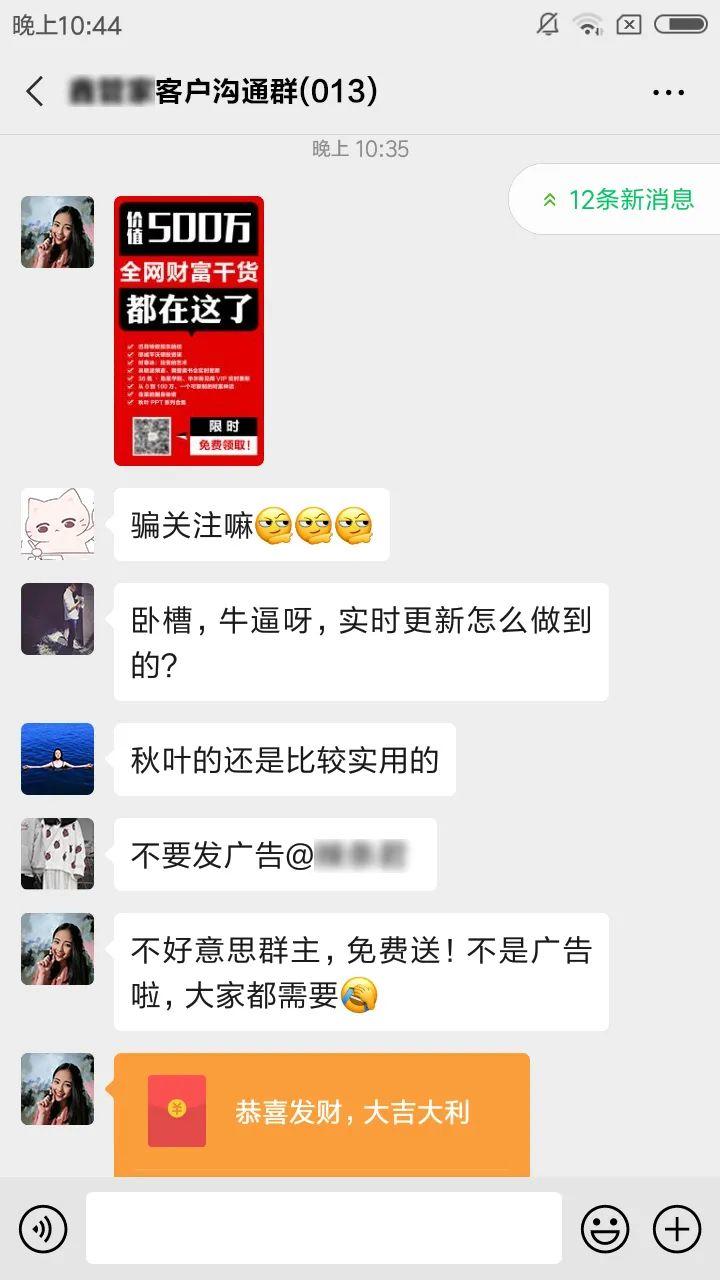 晚上10:44
客户沟通群(013)
晚上 10:35
12条新消息
价值500万
全网财富干货
都在这了
限时
免费领取!
骗关注嘛
卧槽，牛逼呀，实时更新怎么做到
的?
秋叶的还是比较实用的
不要发广告@
不好意思群主，免费送！不是广告
啦，大家都需要
恭喜发财，大吉大利